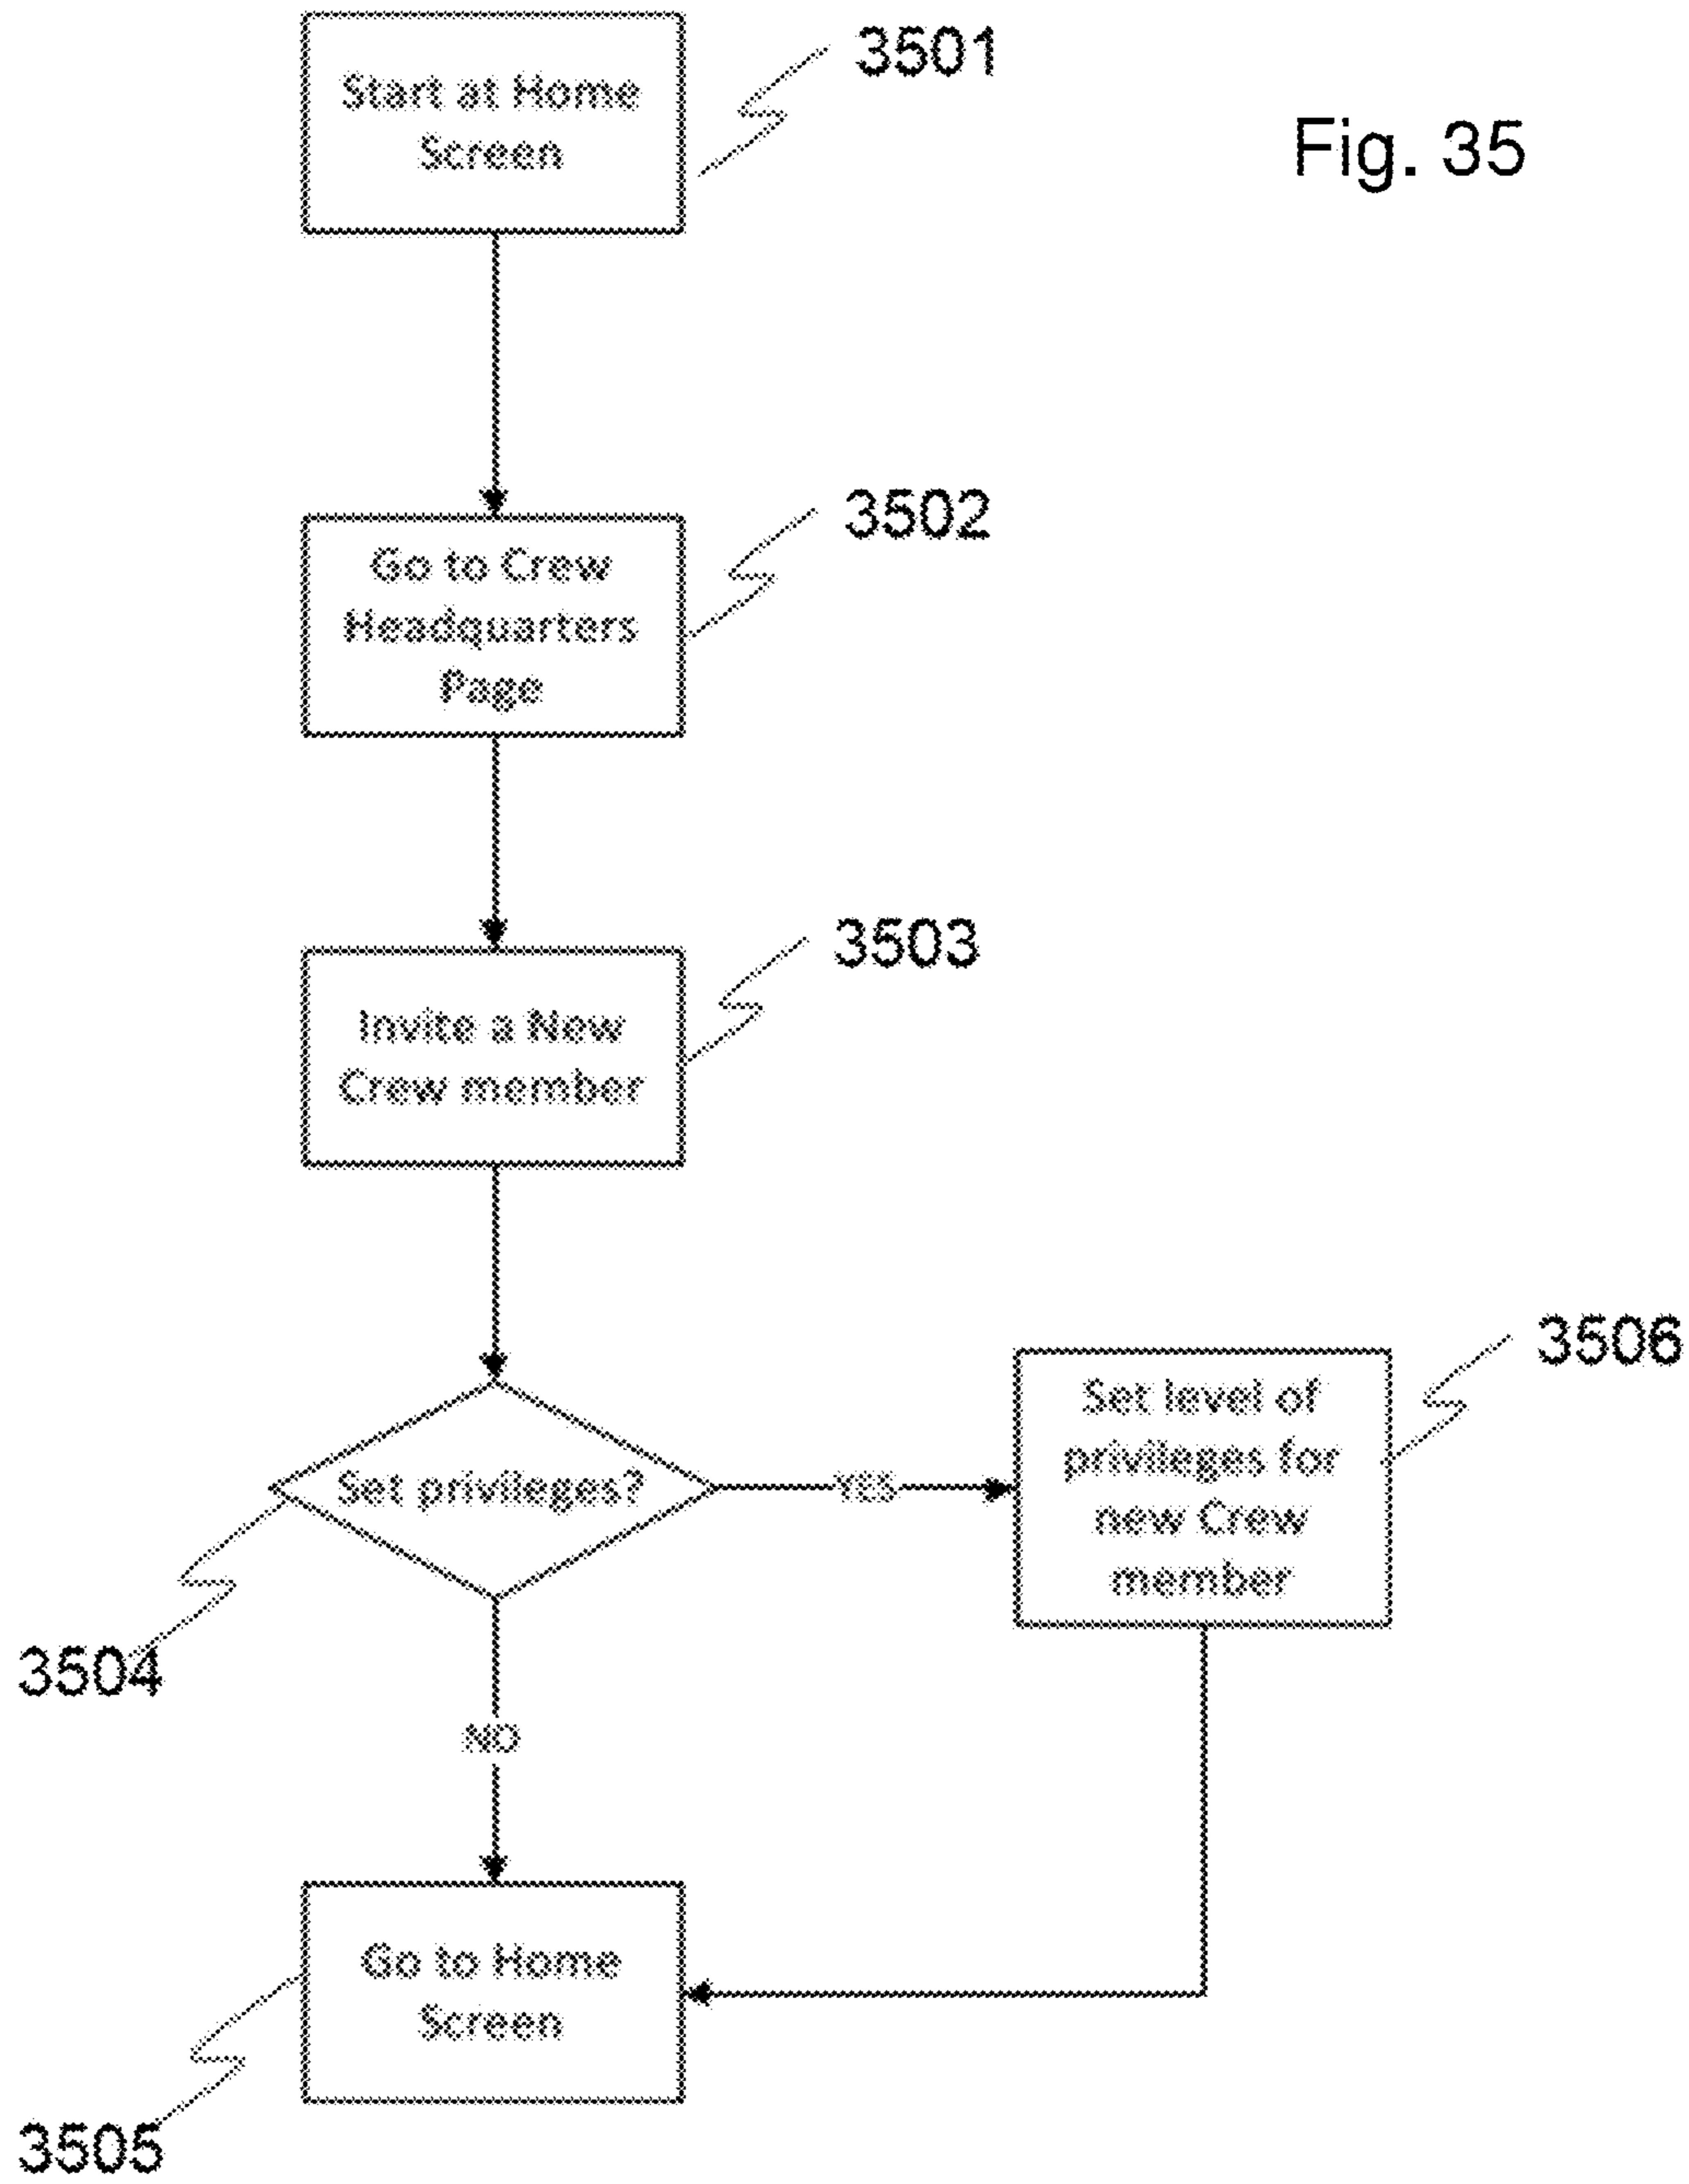 3501
Start at Home
Screen
Fig. 35
3502
Go to Crew
Headquarters
Page
3503
Invite a New
Crew member
3506
Set level of
privileges for
new Crew
member
Set privileges?
YES
3504
NO
Go to Home
Screen
3505